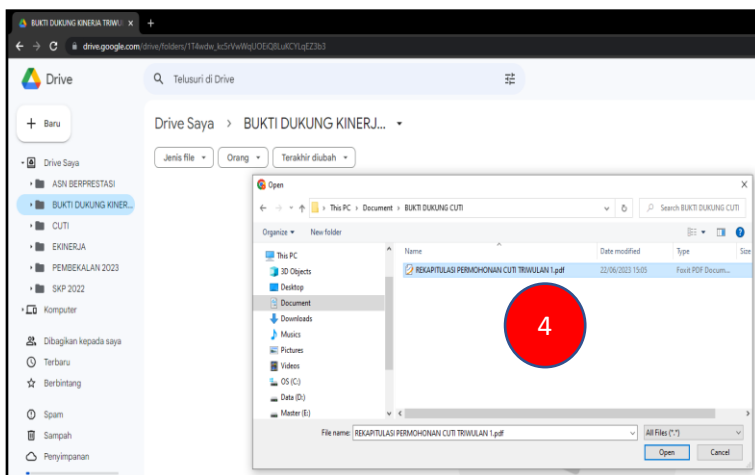 BUKTI DUKUNG KINERJA TRIWU
drive.google.com/drive/folders/
Drive
Telusuri di Drive
Baru
Drive Saya > BUKTI DUKUNG KINERJ...
Jenis file
Orang
Terakhir diubah
Drive Saya
ASN BERPRESTASI
BUKTI DUKUNG KINER...
CUTI
EKINERJA
PEMBEKALAN 2023
SKP 2022
Komputer
Dibagikan kepada saya
Terbaru
Berbintang
Spam
Sampah
Penyimpanan
Open
This PC > Document > BUKTI DUKUNG CUTI
Search BUKTI DUKUNG CUTI
Organize
New folder
This PC
3D Objects
Desktop
Document
Downloads
Musics
Pictures
Videos
OS (C:)
Data (D:)
Master (E:)
Name Date modified Type Size
REKAPITULASI PERMOHONAN CUTI TRIWULAN 1.pdf 22/06/2023 15:05 Foxit PDF Docum...
4
File name: REKAPITULASI PERMOHONAN CUTI TRIWULAN 1.pdf
All Files (*.*)
Open
Cancel